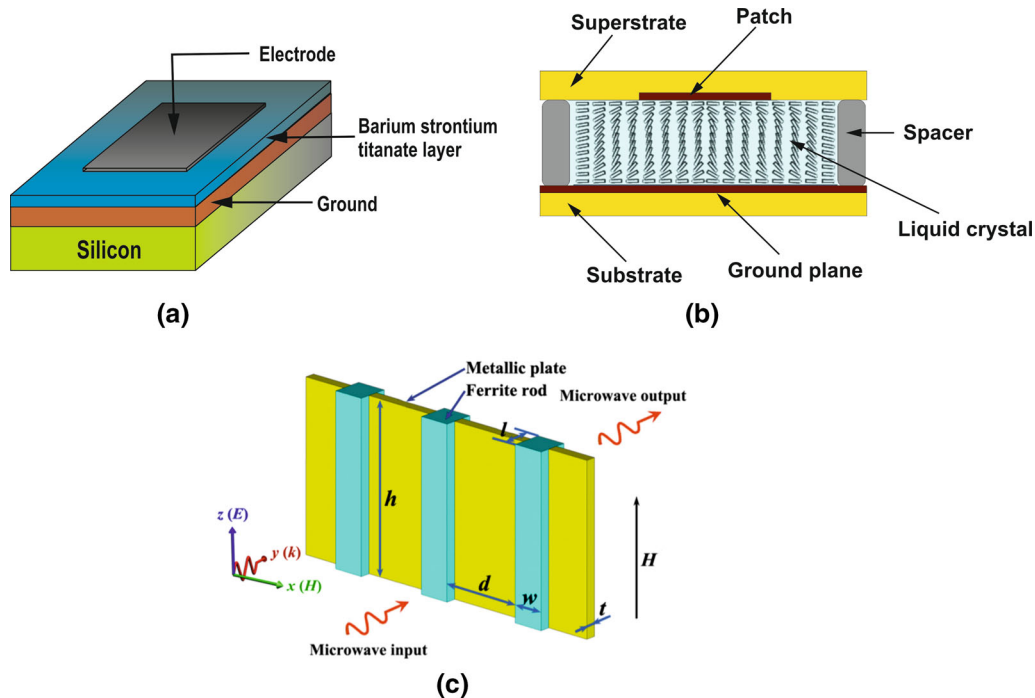 Electrode
Barium strontium
titanate layer
Ground
Silicon
(a)
Superstrate
Patch
Spacer
Liquid crystal
Ground plane
Substrate
(b)
Metallic plate
Ferrite rod
Microwave output
l
h
z (E)
y (k)
x (H)
d
w
t
H
Microwave input
(c)